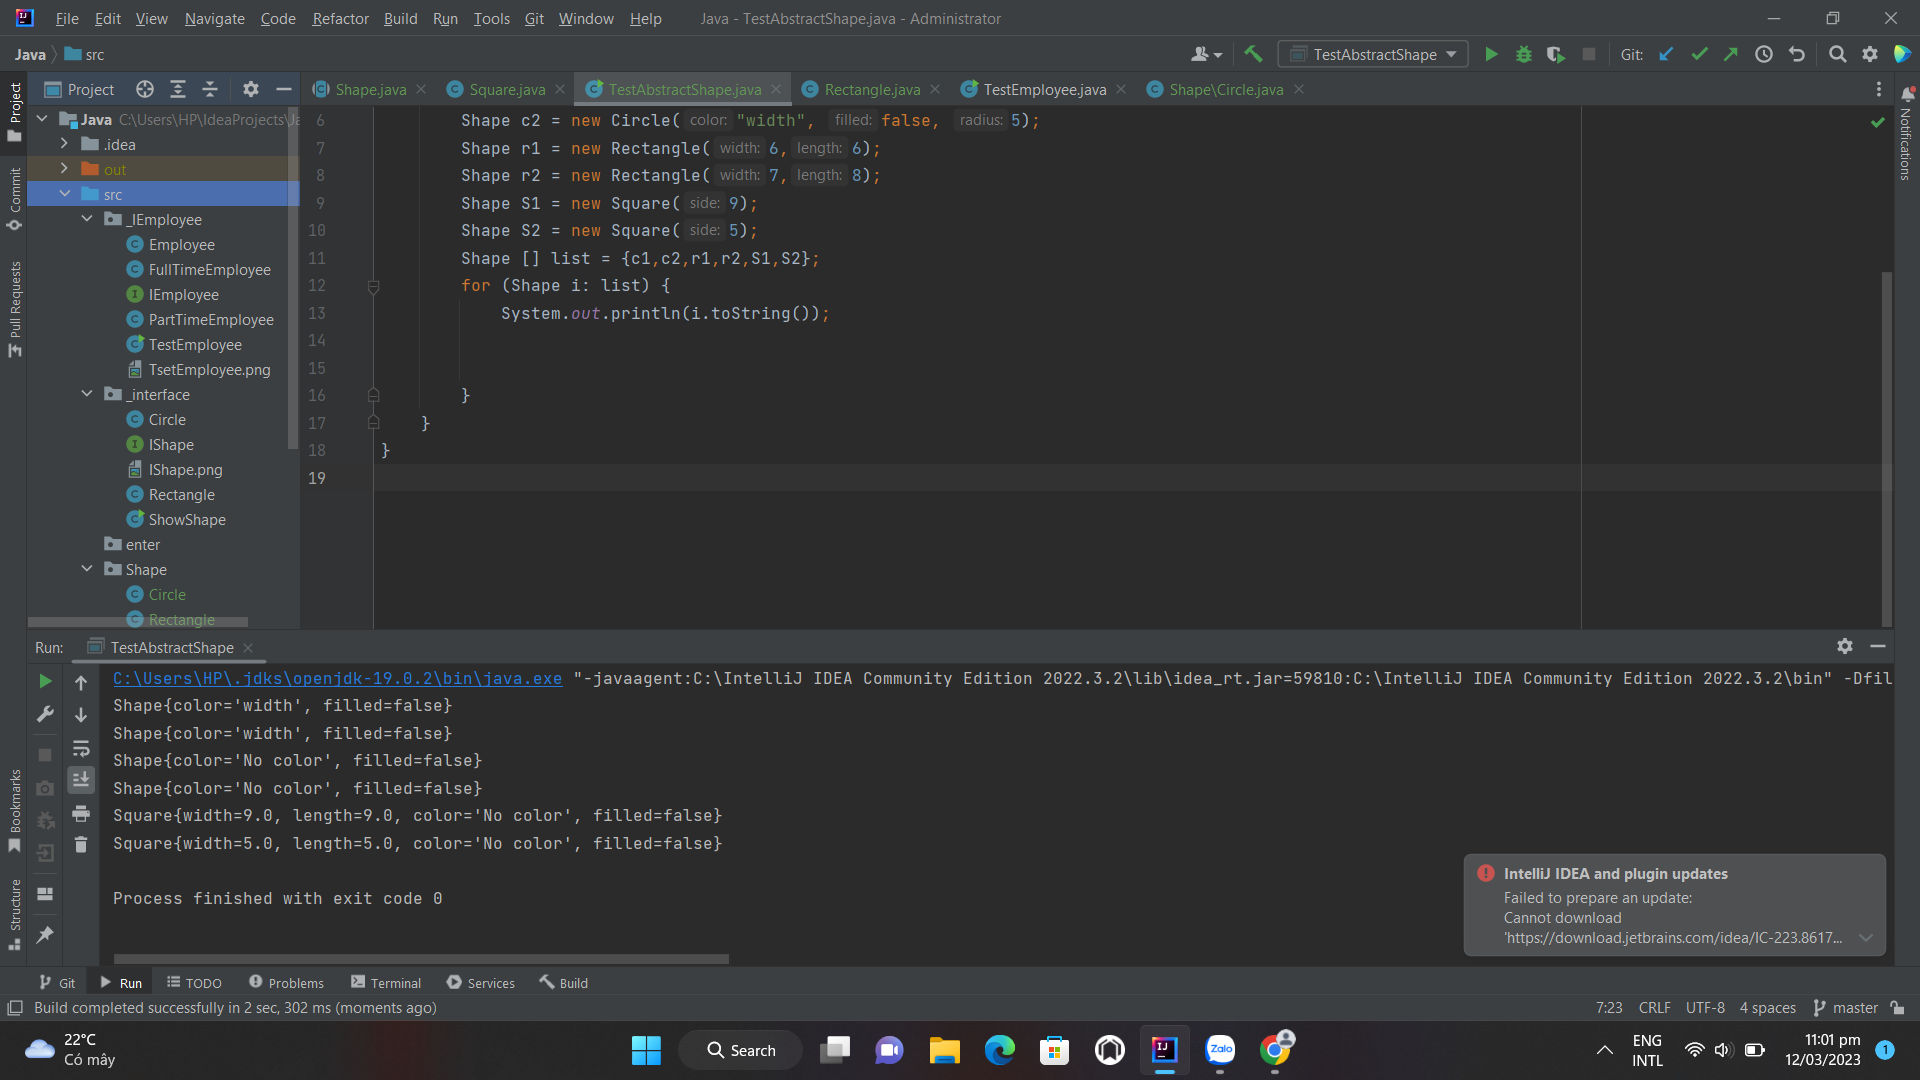 File Edit View Navigate Code Refactor Build Run Tools Git Window Help Java - TestAbstractShape.java - Administrator
Java src TestAbstractShape Git:
Project Shape.java Square.java TestAbstractShape.java Rectangle.java TestEmployee.java Shape\Circle.java
Project
Commit
Pull Requests
Bookmarks
Structure
Notifications
Java C:\Users\HP\IdeaProjects\Ja
.idea
out
src
_IEmployee
Employee
FullTimeEmployee
IEmployee
PartTimeEmployee
TestEmployee
TsetEmployee.png
_interface
Circle
IShape
IShape.png
Rectangle
ShowShape
enter
Shape
Circle
Rectangle
6 Shape c2 = new Circle( color: "width", filled: false, radius: 5);
7 Shape r1 = new Rectangle( width: 6, length: 6);
8 Shape r2 = new Rectangle( width: 7, length: 8);
9 Shape S1 = new Square( side: 9);
10 Shape S2 = new Square( side: 5);
11 Shape [] list = {c1,c2,r1,r2,S1,S2};
12 for (Shape i: list) {
13 System.out.println(i.toString());
14
15
16 }
17 }
18 }
19
Run: TestAbstractShape
C:\Users\HP\.jdks\openjdk-19.0.2\bin\java.exe "-javaagent:C:\IntelliJ IDEA Community Edition 2022.3.2\lib\idea_rt.jar=59810:C:\IntelliJ IDEA Community Edition 2022.3.2\bin" -Dfil
Shape{color='width', filled=false}
Shape{color='width', filled=false}
Shape{color='No color', filled=false}
Shape{color='No color', filled=false}
Square{width=9.0, length=9.0, color='No color', filled=false}
Square{width=5.0, length=5.0, color='No color', filled=false}
Process finished with exit code 0
IntelliJ IDEA and plugin updates
Failed to prepare an update:
Cannot download
'https://download.jetbrains.com/idea/IC-223.8617...
Git Run TODO Problems Terminal Services Build
Build completed successfully in 2 sec, 302 ms (moments ago) 7:23 CRLF UTF-8 4 spaces master
22°C
Có mây
Search
Zalo
ENG
INTL
11:01 pm
12/03/2023
1